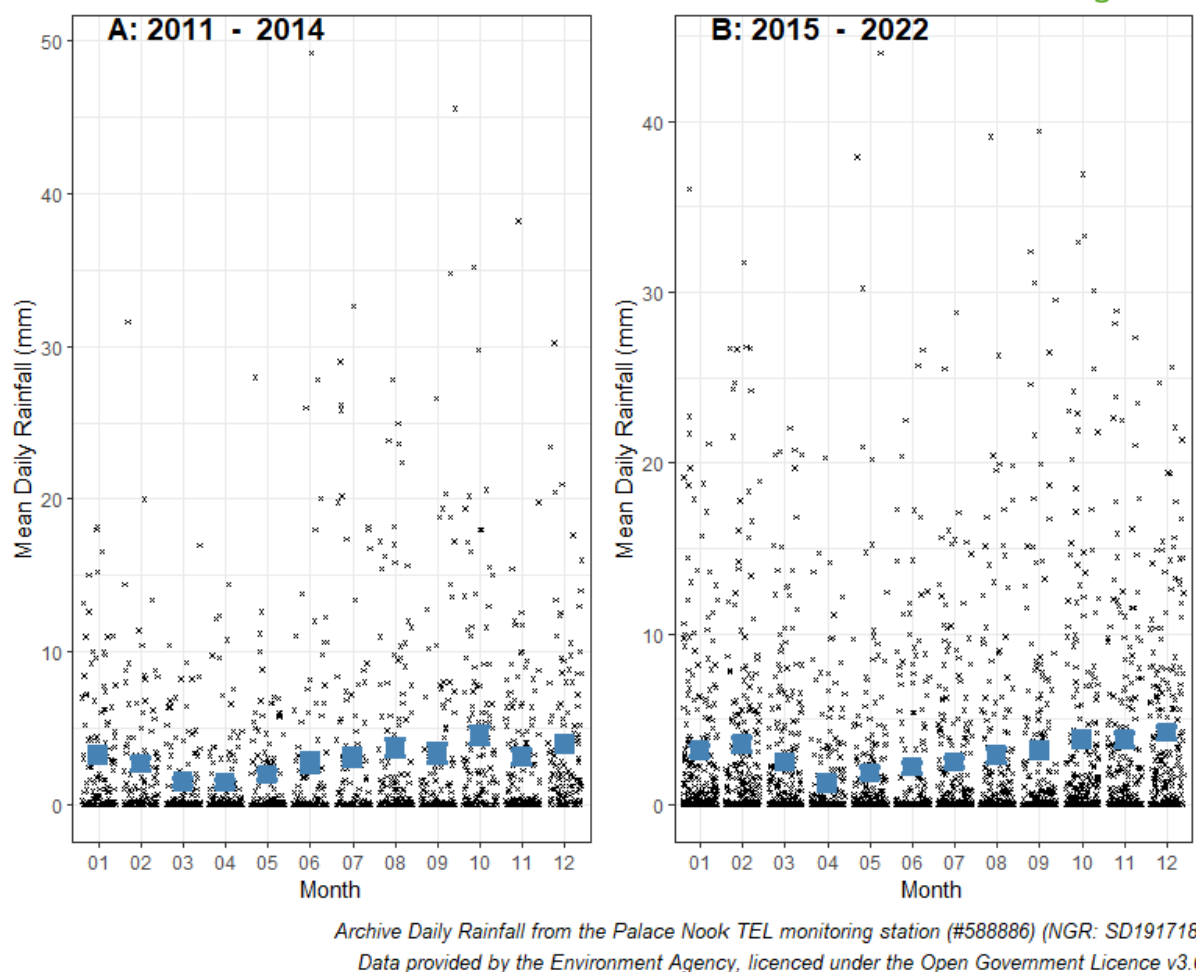 A: 2011 - 2014
B: 2015 - 2022
Mean Daily Rainfall (mm)
50
40
30
20
10
0
01 02 03 04 05 06 07 08 09 10 11 12
Month
Mean Daily Rainfall (mm)
40
30
20
10
0
01 02 03 04 05 06 07 08 09 10 11 12
Month
Archive Daily Rainfall from the Palace Nook TEL monitoring station (#588886) (NGR: SD191718
Data provided by the Environment Agency, licenced under the Open Government Licence v3.